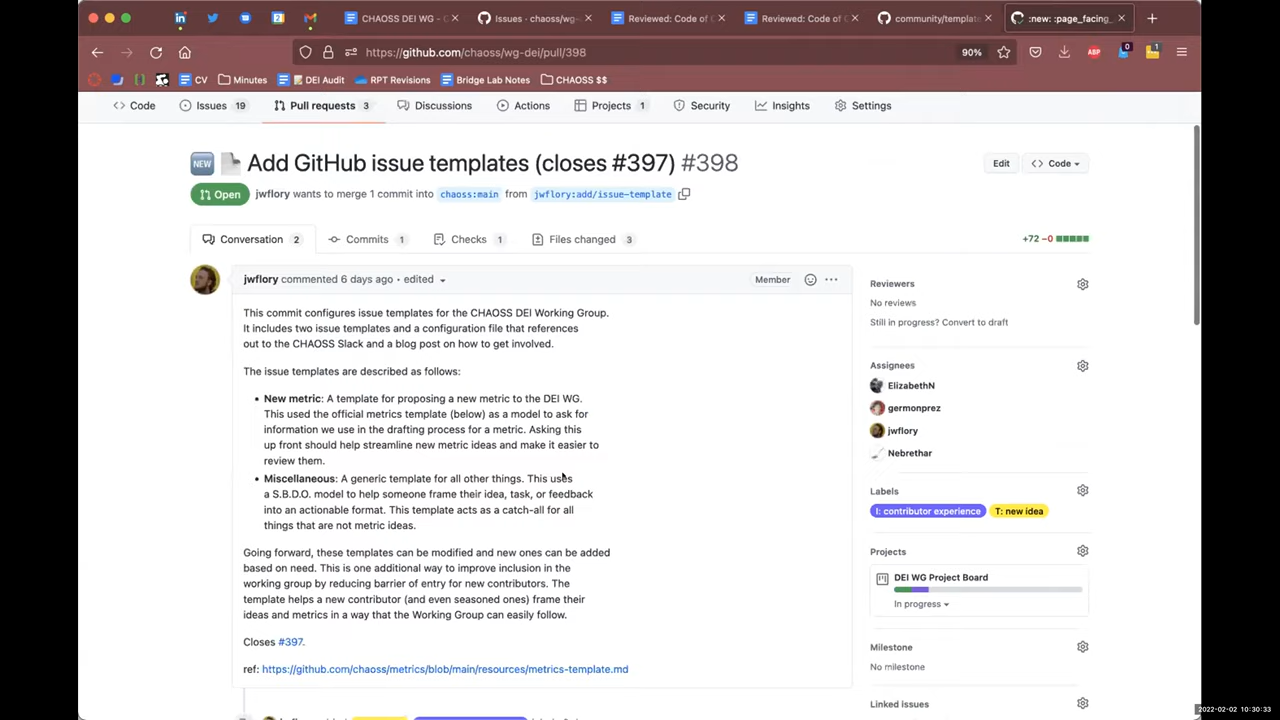 CHAOSS DEI WG - G
Issues · chaoss/wg-
Reviewed: Code of C
Reviewed: Code of C
community/template
:new: :page_facing_
https://github.com/chaoss/wg-dei/pull/398
90%
ABP
0
1
CV
Minutes
DEI Audit
RPT Revisions
Bridge Lab Notes
CHAOSS $$
Code
Issues 19
Pull requests 3
Discussions
Actions
Projects 1
Security
Insights
Settings
NEW
Add GitHub issue templates (closes #397) #398
Edit
Code
Open
jwflory wants to merge 1 commit into chaoss:main from jwflory:add/issue-template
Conversation 2
Commits 1
Checks 1
Files changed 3
+72 −0
jwflory commented 6 days ago • edited
Member
This commit configures issue templates for the CHAOSS DEI Working Group.
It includes two issue templates and a configuration file that references
out to the CHAOSS Slack and a blog post on how to get involved.
The issue templates are described as follows:
• New metric: A template for proposing a new metric to the DEI WG.
This used the official metrics template (below) as a model to ask for
information we use in the drafting process for a metric. Asking this
up front should help streamline new metric ideas and make it easier to
review them.
• Miscellaneous: A generic template for all other things. This uses
a S.B.D.O. model to help someone frame their idea, task, or feedback
into an actionable format. This template acts as a catch-all for all
things that are not metric ideas.
Going forward, these templates can be modified and new ones can be added
based on need. This is one additional way to improve inclusion in the
working group by reducing barrier of entry for new contributors. The
template helps a new contributor (and even seasoned ones) frame their
ideas and metrics in a way that the Working Group can easily follow.
Closes #397.
ref: https://github.com/chaoss/metrics/blob/main/resources/metrics-template.md
Reviewers
No reviews
Still in progress? Convert to draft
Assignees
ElizabethN
germonprez
jwflory
Nebrethar
Labels
I: contributor experience
T: new idea
Projects
DEI WG Project Board
In progress
Milestone
No milestone
Linked issues
2022-02-02 10:30:33